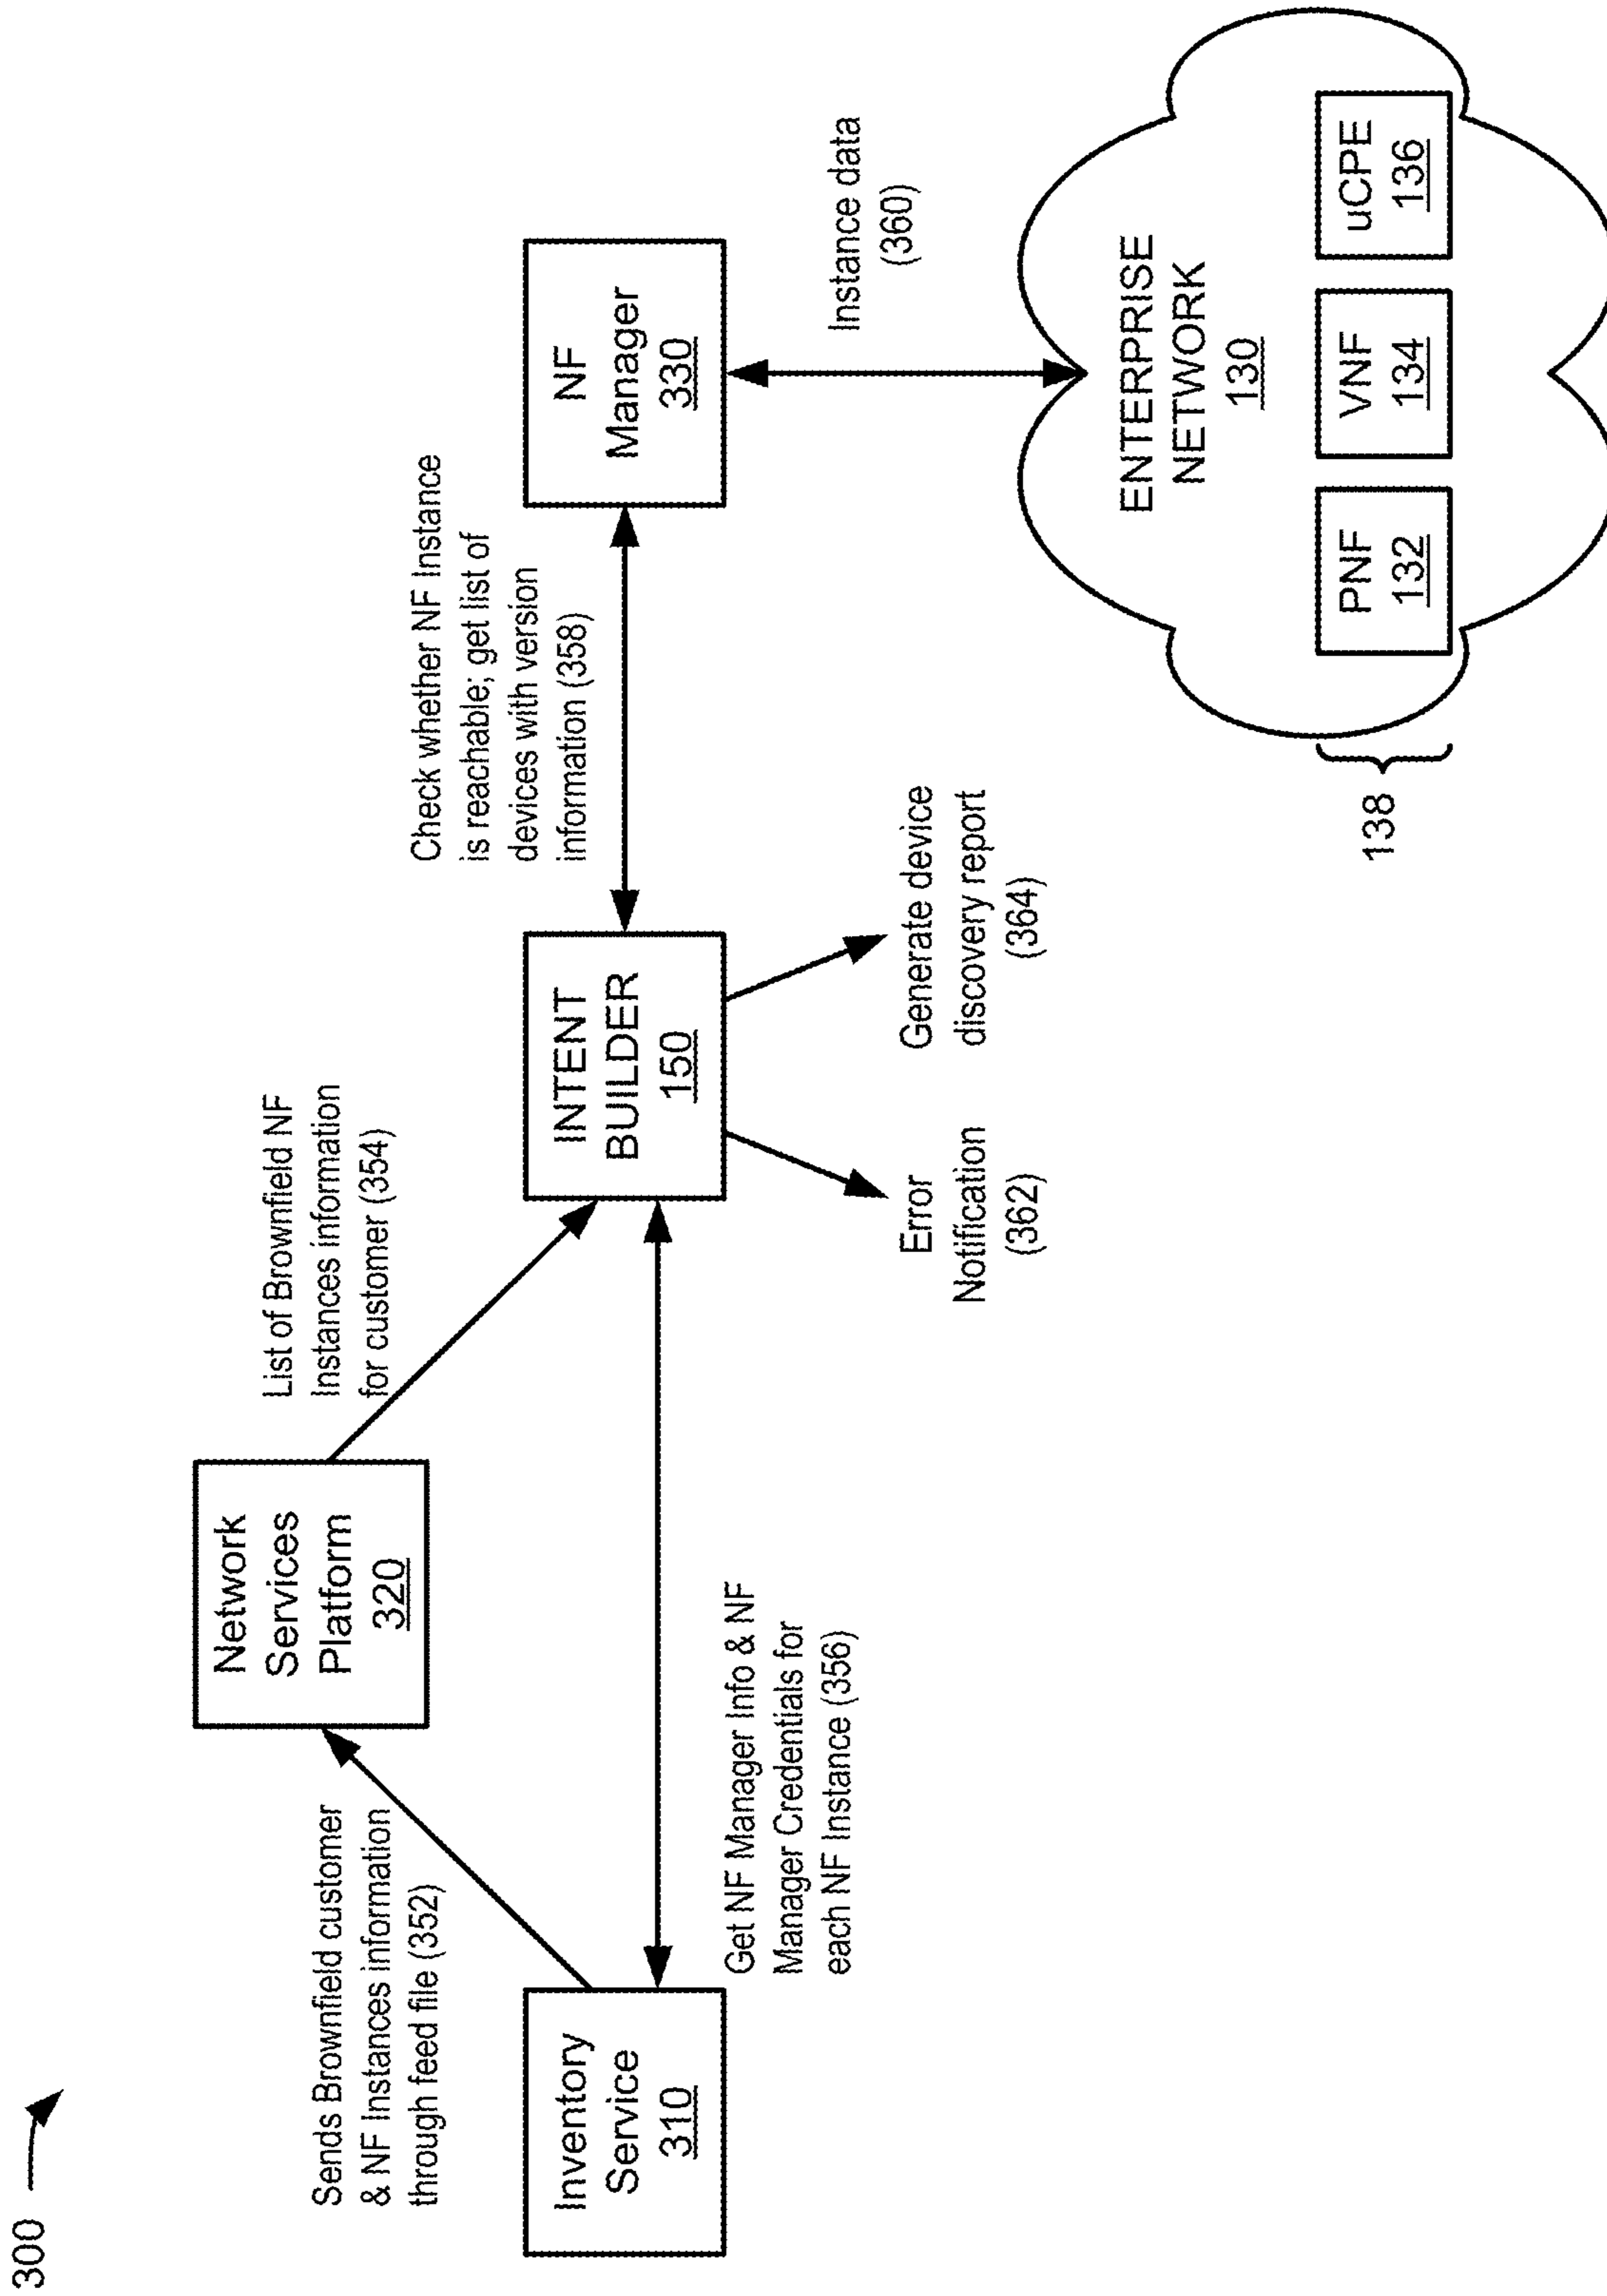 300
Sends Brownfield customer
& NF Instances information
through feed file (352)
Network
Services
Platform
320
List of Brownfield NF
Instances information
for customer (354)
Inventory
Service
310
Get NF Manager Info & NF
Manager Credentials for
each NF Instance (356)
INTENT
BUILDER
150
Check whether NF Instance
is reachable; get list of
devices with version
information (358)
NF
Manager
330
Error
Notification
(362)
Generate device
discovery report
(364)
Instance data
(360)
ENTERPRISE
NETWORK
130
138
PNF
132
VNF
134
uCPE
136